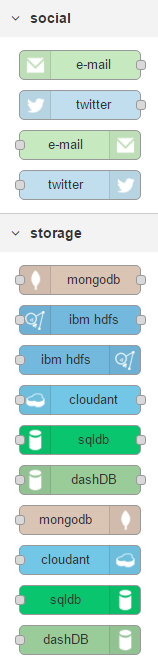 social
e-mail
twitter
e-mail
twitter
storage
mongodb
ibm hdfs
ibm hdfs
cloudant
sqldb
dashDB
mongodb
cloudant
sqldb
dashDB